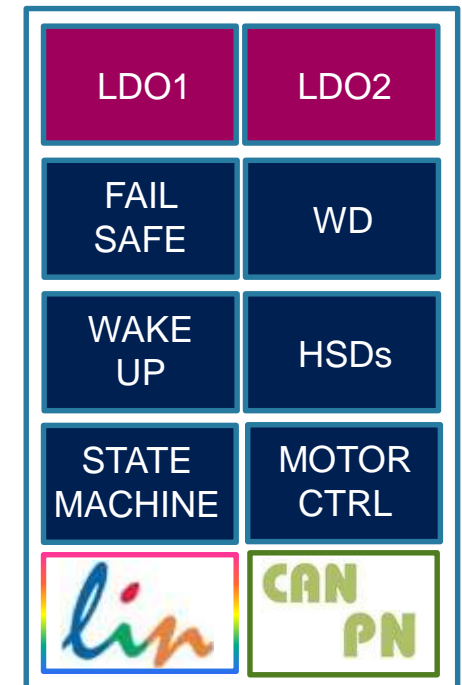 LDO1
LDO2
FAIL
SAFE
WD
WAKE
UP
HSDs
STATE
MACHINE
MOTOR
CTRL
lin
CAN
PN